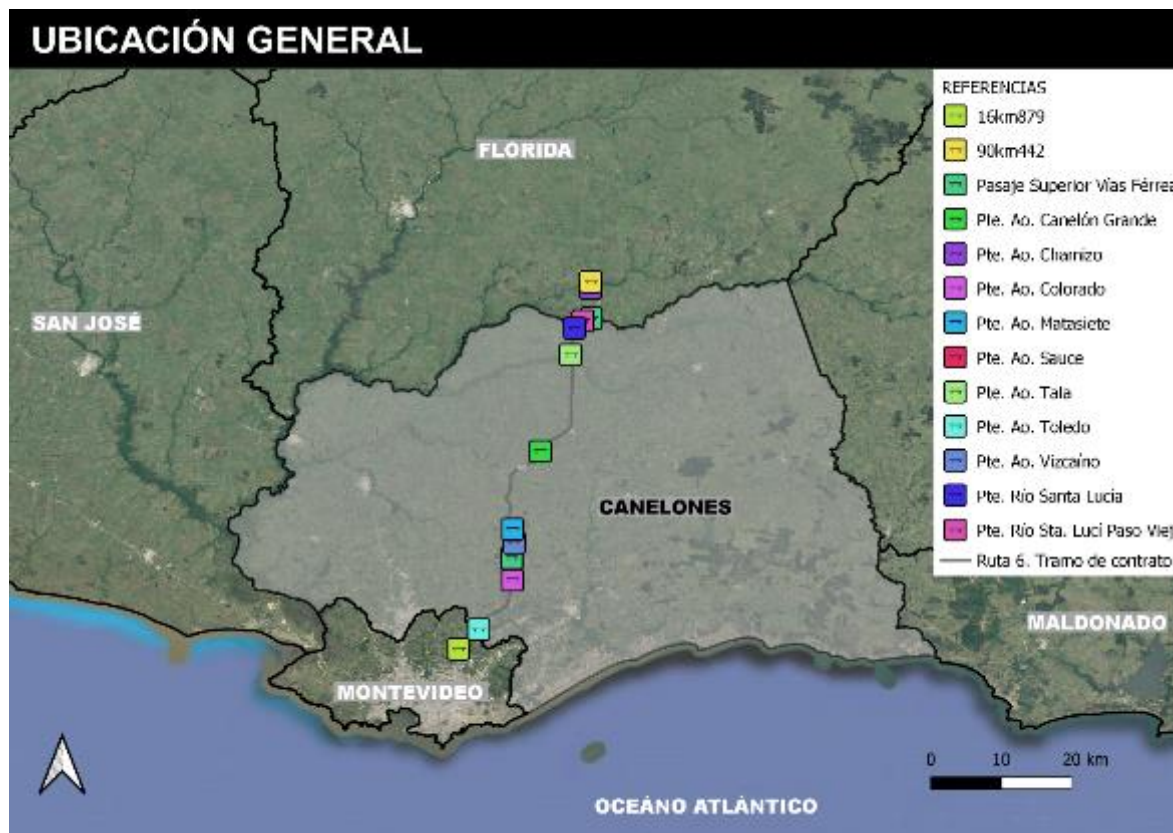 UBICACIÓN GENERAL
REFERENCIAS
16km879
90km442
Pasaje Superior Vías Férrea
Pte. Ao. Canelón Grande
Pte. Ao. Chamizo
Pte. Ao. Colorado
Pte. Ao. Matasiete
Pte. Ao. Sauce
Pte. Ao. Tala
Pte. Ao. Toledo
Pte. Ao. Vizcaíno
Pte. Río Santa Lucia
Pte. Río Sta. Luci Paso Viej
Ruta 6. Tramo de contrato
FLORIDA
SAN JOSÉ
CANELONES
MALDONADO
MONTEVIDEO
0 10 20 km
OCEÁNO ATLÁNTICO